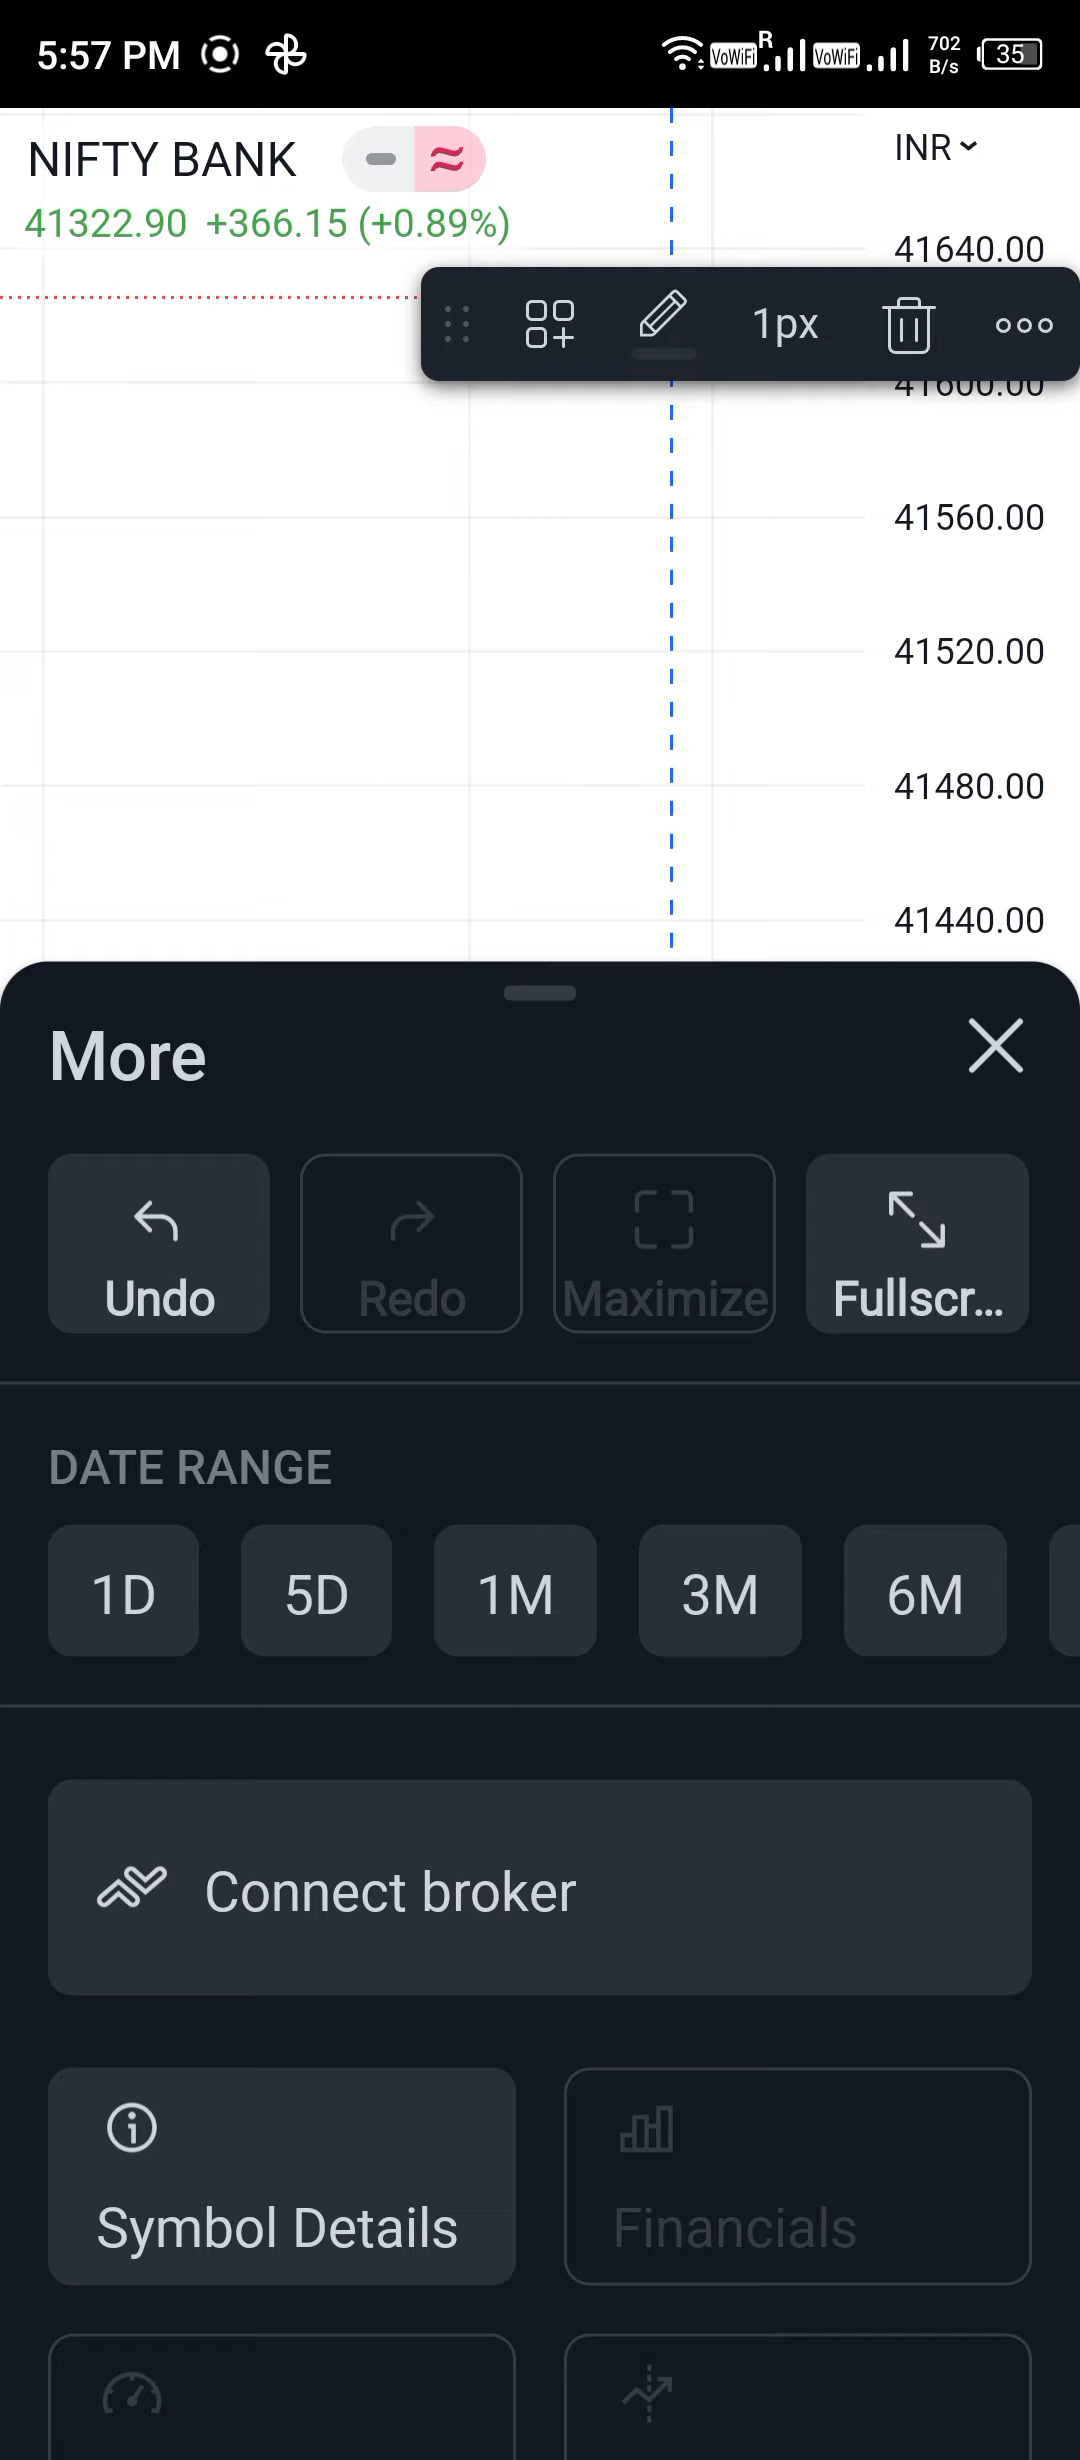 5:57 PM VoWiFi R VoWiFi 702 B/s 35
NIFTY BANK
INR
41322.90 +366.15 (+0.89%)
41640.00
1px
41600.00
41560.00
41520.00
41480.00
41440.00
More
Undo Redo Maximize Fullscr...
DATE RANGE
1D 5D 1M 3M 6M
Connect broker
Symbol Details Financials